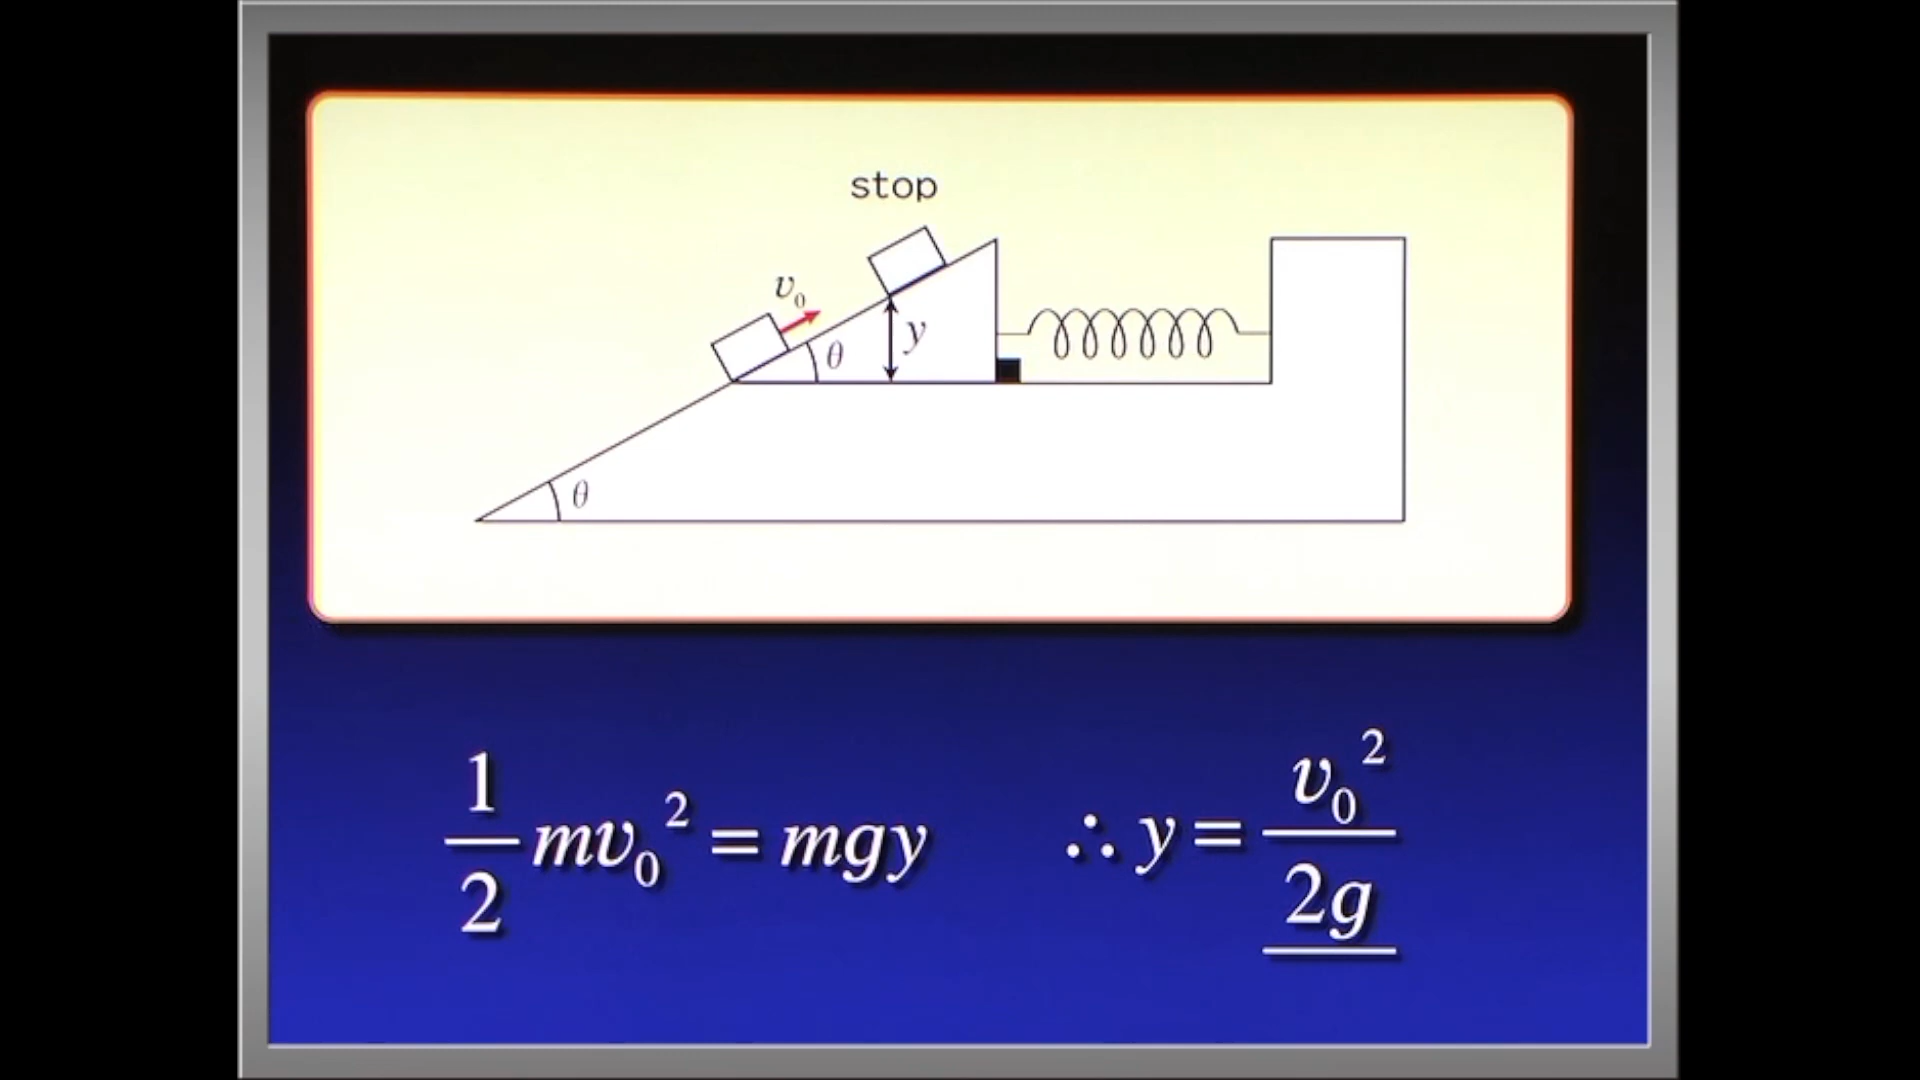 stop
v₀
θ
y
θ
1/2 mv₀² = mgy ∴ y = v₀²/2g